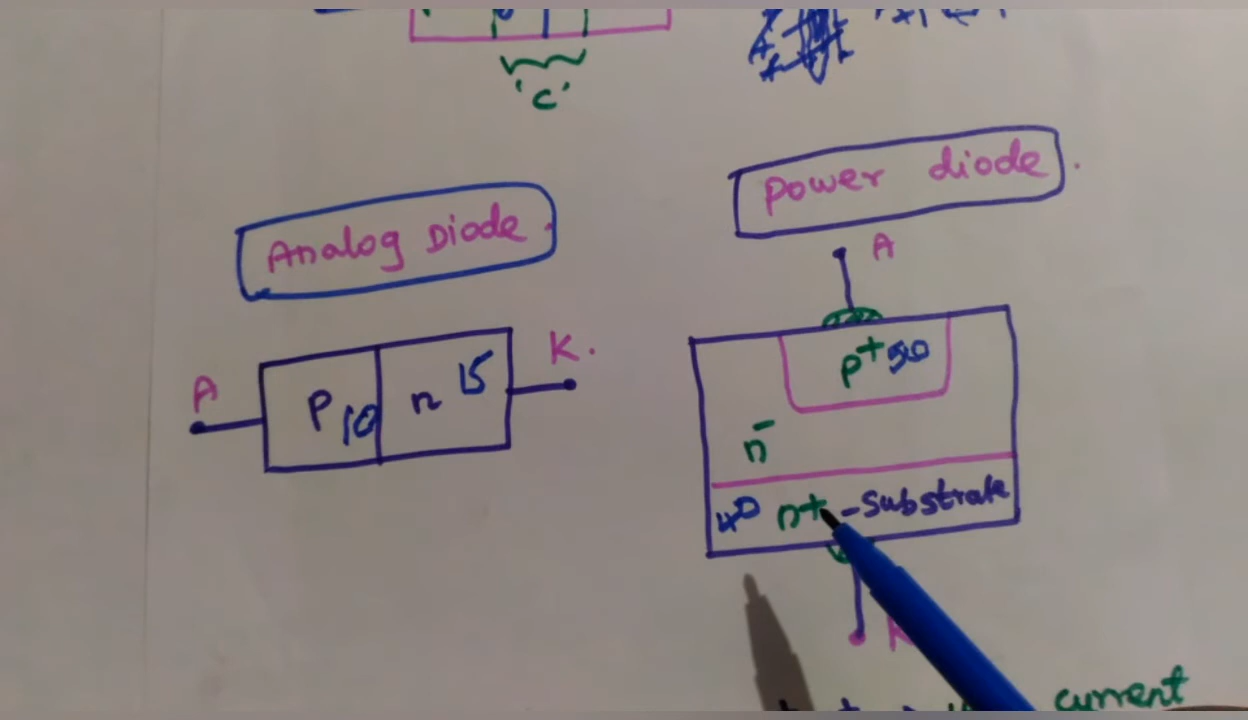 'C'
Power diode.
Analog Diode.
A
A
K.
P 10 n 15
P+ 50
n-
40 n+ -Substrate
K
current